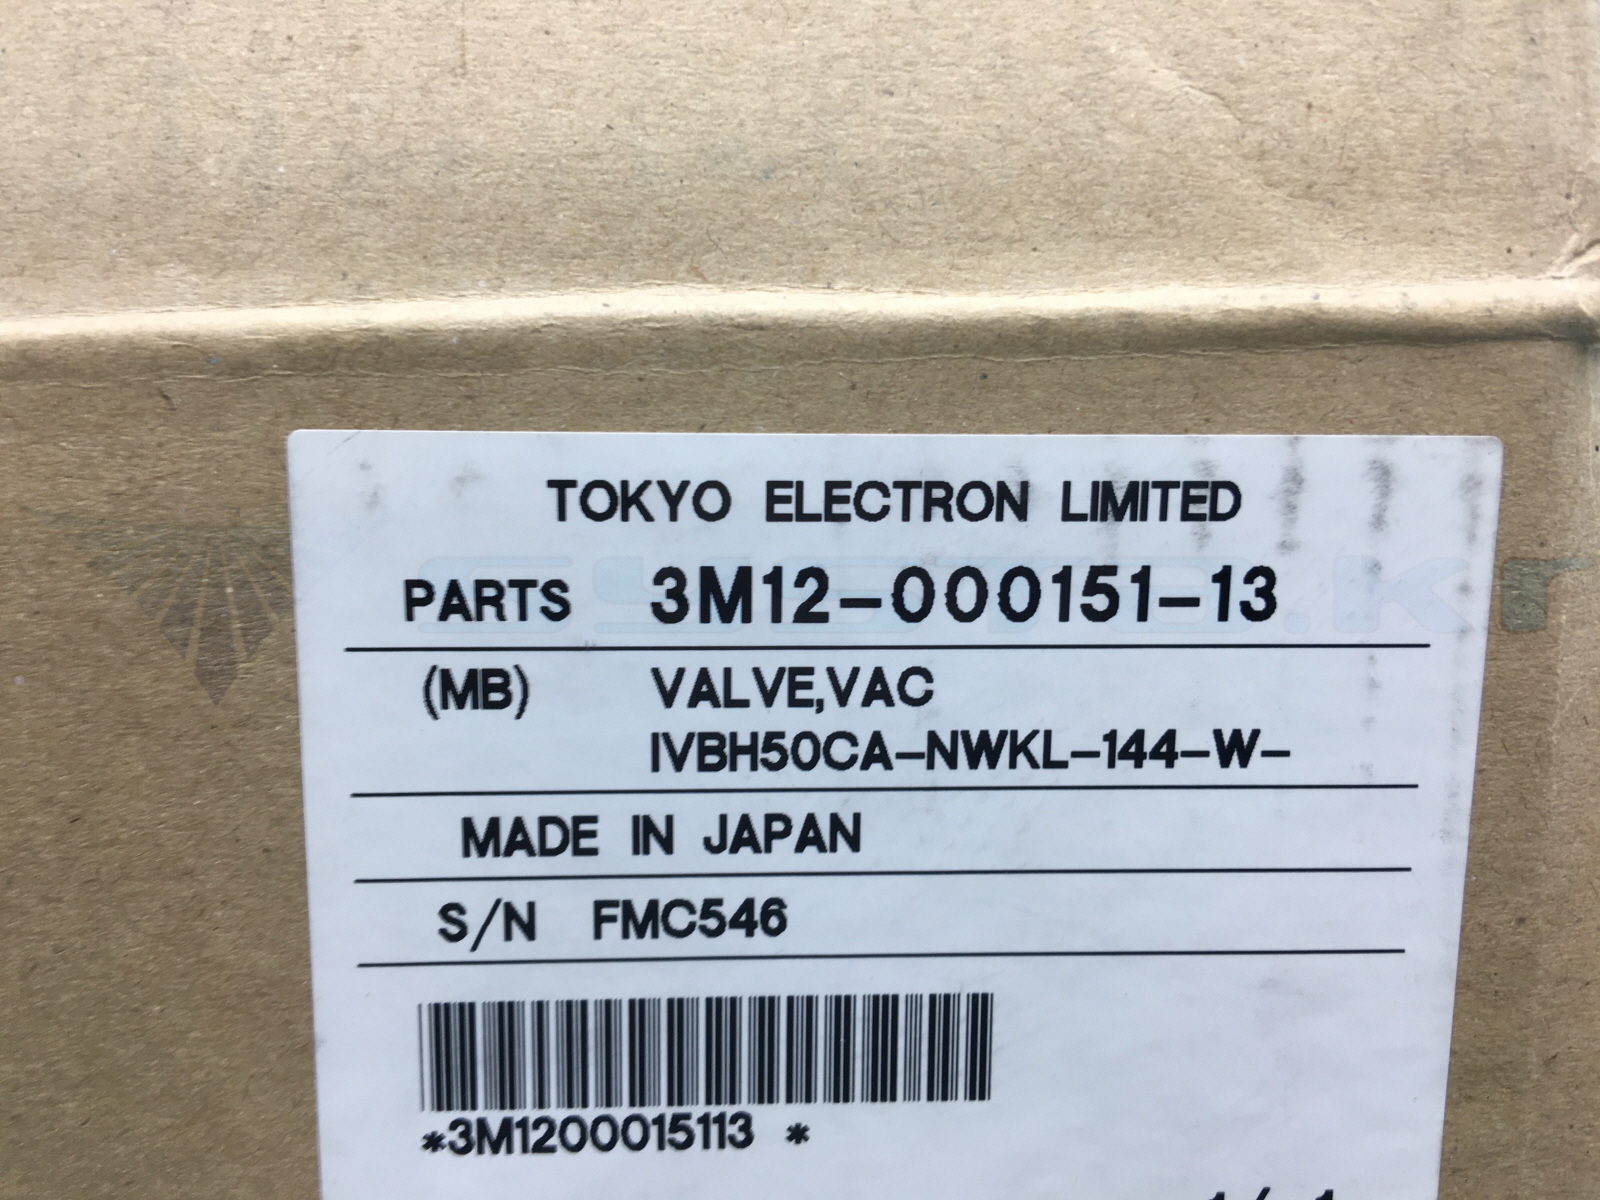 TOKYO ELECTRON LIMITED
PARTS 3M12-000151-13
(MB) VALVE,VAC
IVBH50CA-NWKL-144-W-
MADE IN JAPAN
S/N FMC546
*3M1200015113 *